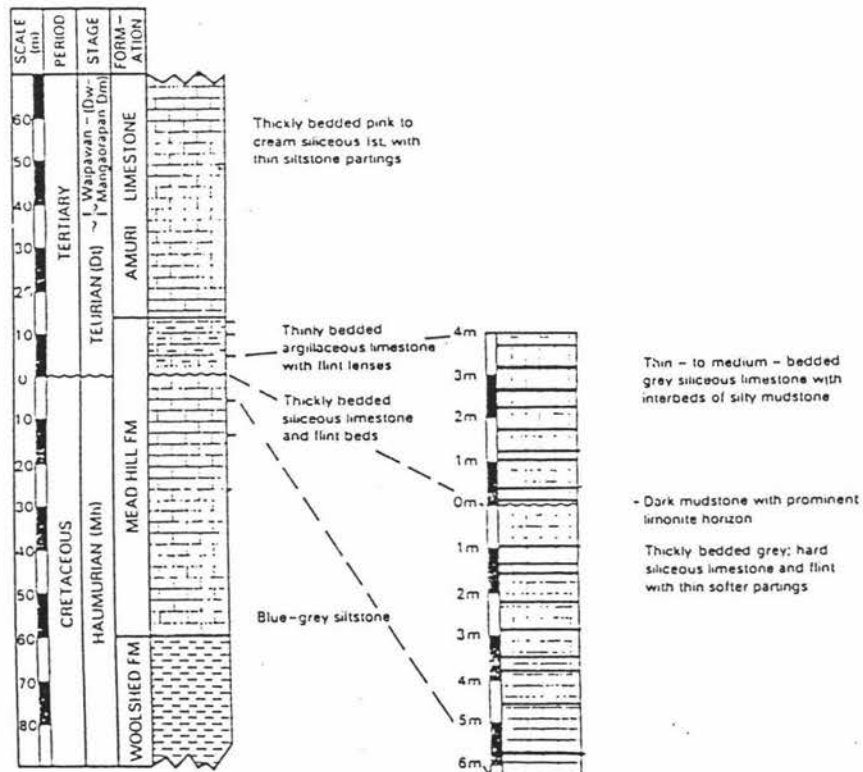 SCALE (m)
PERIOD
STAGE
FORM-
ATION
60
50
40
30
20
10
0
10
20
30
40
50
60
70
80
TERTIARY
CRETACEOUS
Waipawan - (Dw-
Mangaorapan Dm)
TEURIAN (Dt)
HAUMURIAN (Mh)
AMURI LIMESTONE
MEAD HILL FM
WOOLSHED FM
Thickly bedded pink to
cream siliceous lst. with
thin siltstone partings
Thinly bedded
argillaceous limestone
with flint lenses
Thickly bedded
siliceous limestone
and flint beds
Blue-grey siltstone
4m
3m
2m
1m
0m
1m
2m
3m
4m
5m
6m
Thin - to medium - bedded
grey siliceous limestone with
interbeds of silty mudstone
- Dark mudstone with prominent
limonite horizon
Thickly bedded grey; hard
siliceous limestone and flint
with thin softer partings